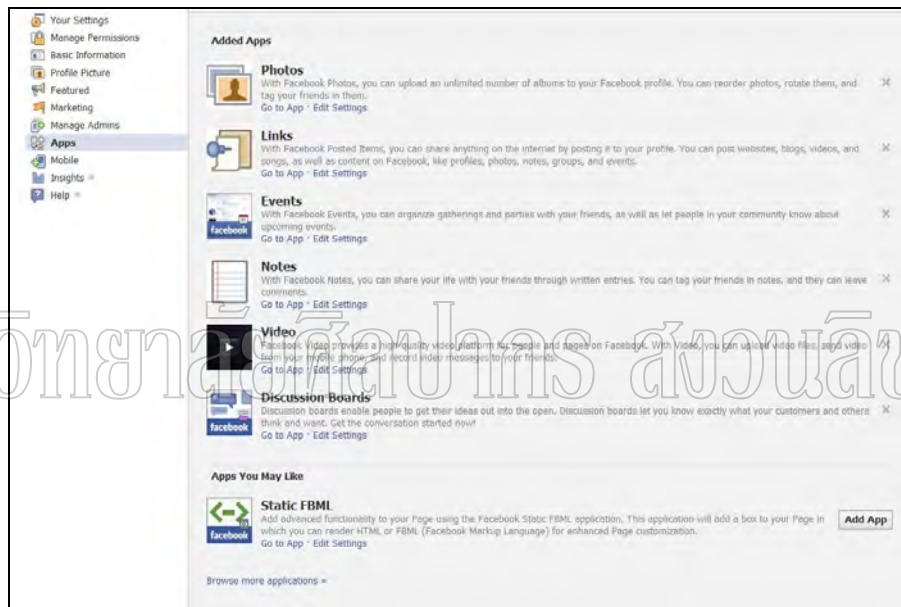 Your Settings
Manage Permissions
Basic Information
Profile Picture
Featured
Marketing
Manage Admins
Apps
Mobile
Insights »
Help »
Added Apps
Photos
With Facebook Photos, you can upload an unlimited number of albums to your Facebook profile. You can reorder photos, rotate them, and
tag your friends in them.
Go to App · Edit Settings
Links
With Facebook Posted Items, you can share anything on the internet by posting it to your profile. You can post websites, blogs, videos, and
songs, as well as content on Facebook, like profiles, photos, notes, groups, and events.
Go to App · Edit Settings
Events
With Facebook Events, you can organize gatherings and parties with your friends, as well as let people in your community know about
upcoming events.
facebook
Go to App · Edit Settings
Notes
With Facebook Notes, you can share your life with your friends through written entries. You can tag your friends in notes, and they can leave
comments.
Go to App · Edit Settings
Video
Facebook Video provides a high-quality video platform for people and pages on Facebook. With Video, you can upload video files, send video
from your mobile phone, and record video messages to your friends.
Go to App · Edit Settings
Discussion Boards
Discussion boards enable people to get their ideas out into the open. Discussion boards let you know exactly what your customers and others
think and want. Get the conversation started now!
facebook
Go to App · Edit Settings
Apps You May Like
Static FBML
Add advanced functionality to your Page using the Facebook Static FBML application. This application will add a box to your Page in
which you can render HTML or FBML (Facebook Markup Language) for enhanced Page customization.
Add App
facebook
Go to App · Edit Settings
Browse more applications »